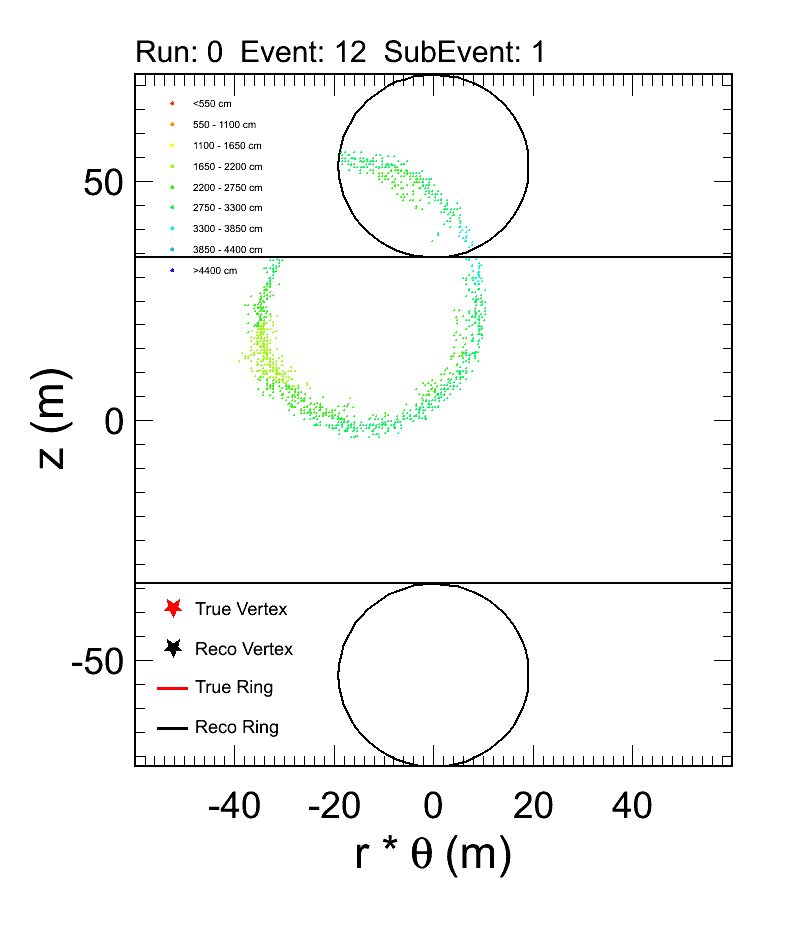 Run: 0 Event: 12 SubEvent: 1
<550 cm
550 - 1100 cm
1100 - 1650 cm
1650 - 2200 cm
2200 - 2750 cm
2750 - 3300 cm
3300 - 3850 cm
3850 - 4400 cm
>4400 cm
50
0
-50
z (m)
True Vertex
Reco Vertex
True Ring
Reco Ring
-40 -20 0 20 40
r * θ (m)